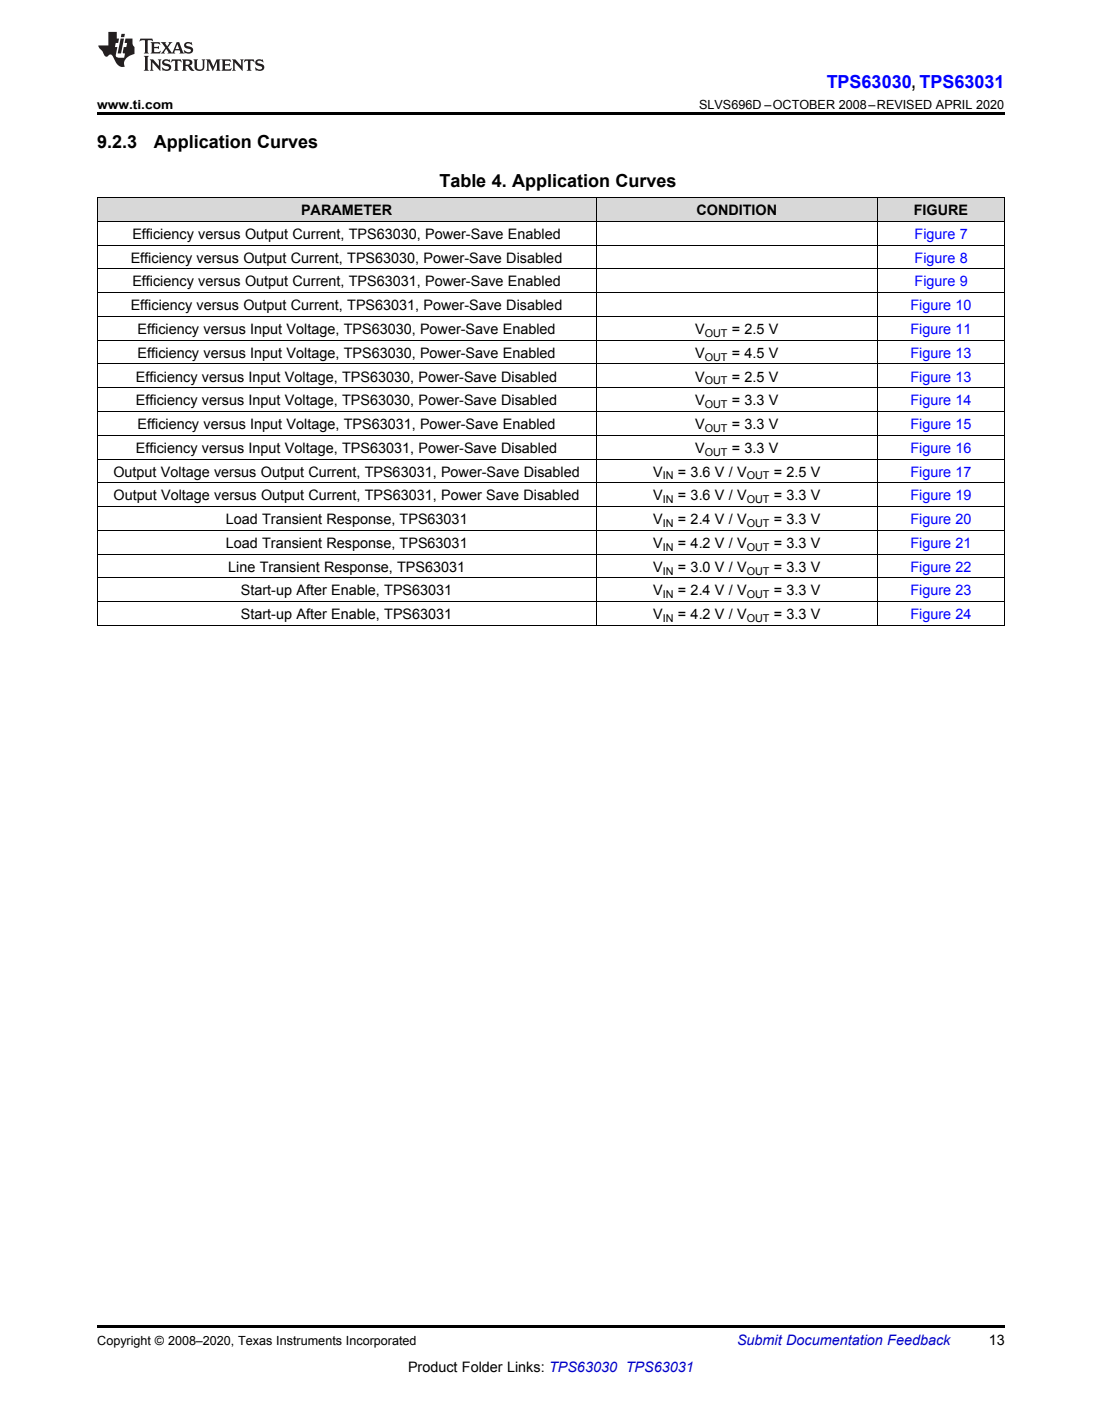 TEXAS
INSTRUMENTS
TPS63030, TPS63031
www.ti.com SLVS696D – OCTOBER 2008 – REVISED APRIL 2020
9.2.3 Application Curves
Table 4. Application Curves
PARAMETER CONDITION FIGURE
Efficiency versus Output Current, TPS63030, Power-Save Enabled Figure 7
Efficiency versus Output Current, TPS63030, Power-Save Disabled Figure 8
Efficiency versus Output Current, TPS63031, Power-Save Enabled Figure 9
Efficiency versus Output Current, TPS63031, Power-Save Disabled Figure 10
Efficiency versus Input Voltage, TPS63030, Power-Save Enabled VOUT = 2.5 V Figure 11
Efficiency versus Input Voltage, TPS63030, Power-Save Enabled VOUT = 4.5 V Figure 13
Efficiency versus Input Voltage, TPS63030, Power-Save Disabled VOUT = 2.5 V Figure 13
Efficiency versus Input Voltage, TPS63030, Power-Save Disabled VOUT = 3.3 V Figure 14
Efficiency versus Input Voltage, TPS63031, Power-Save Enabled VOUT = 3.3 V Figure 15
Efficiency versus Input Voltage, TPS63031, Power-Save Disabled VOUT = 3.3 V Figure 16
Output Voltage versus Output Current, TPS63031, Power-Save Disabled VIN = 3.6 V / VOUT = 2.5 V Figure 17
Output Voltage versus Output Current, TPS63031, Power Save Disabled VIN = 3.6 V / VOUT = 3.3 V Figure 19
Load Transient Response, TPS63031 VIN = 2.4 V / VOUT = 3.3 V Figure 20
Load Transient Response, TPS63031 VIN = 4.2 V / VOUT = 3.3 V Figure 21
Line Transient Response, TPS63031 VIN = 3.0 V / VOUT = 3.3 V Figure 22
Start-up After Enable, TPS63031 VIN = 2.4 V / VOUT = 3.3 V Figure 23
Start-up After Enable, TPS63031 VIN = 4.2 V / VOUT = 3.3 V Figure 24
Copyright © 2008–2020, Texas Instruments Incorporated Submit Documentation Feedback 13
Product Folder Links: TPS63030 TPS63031